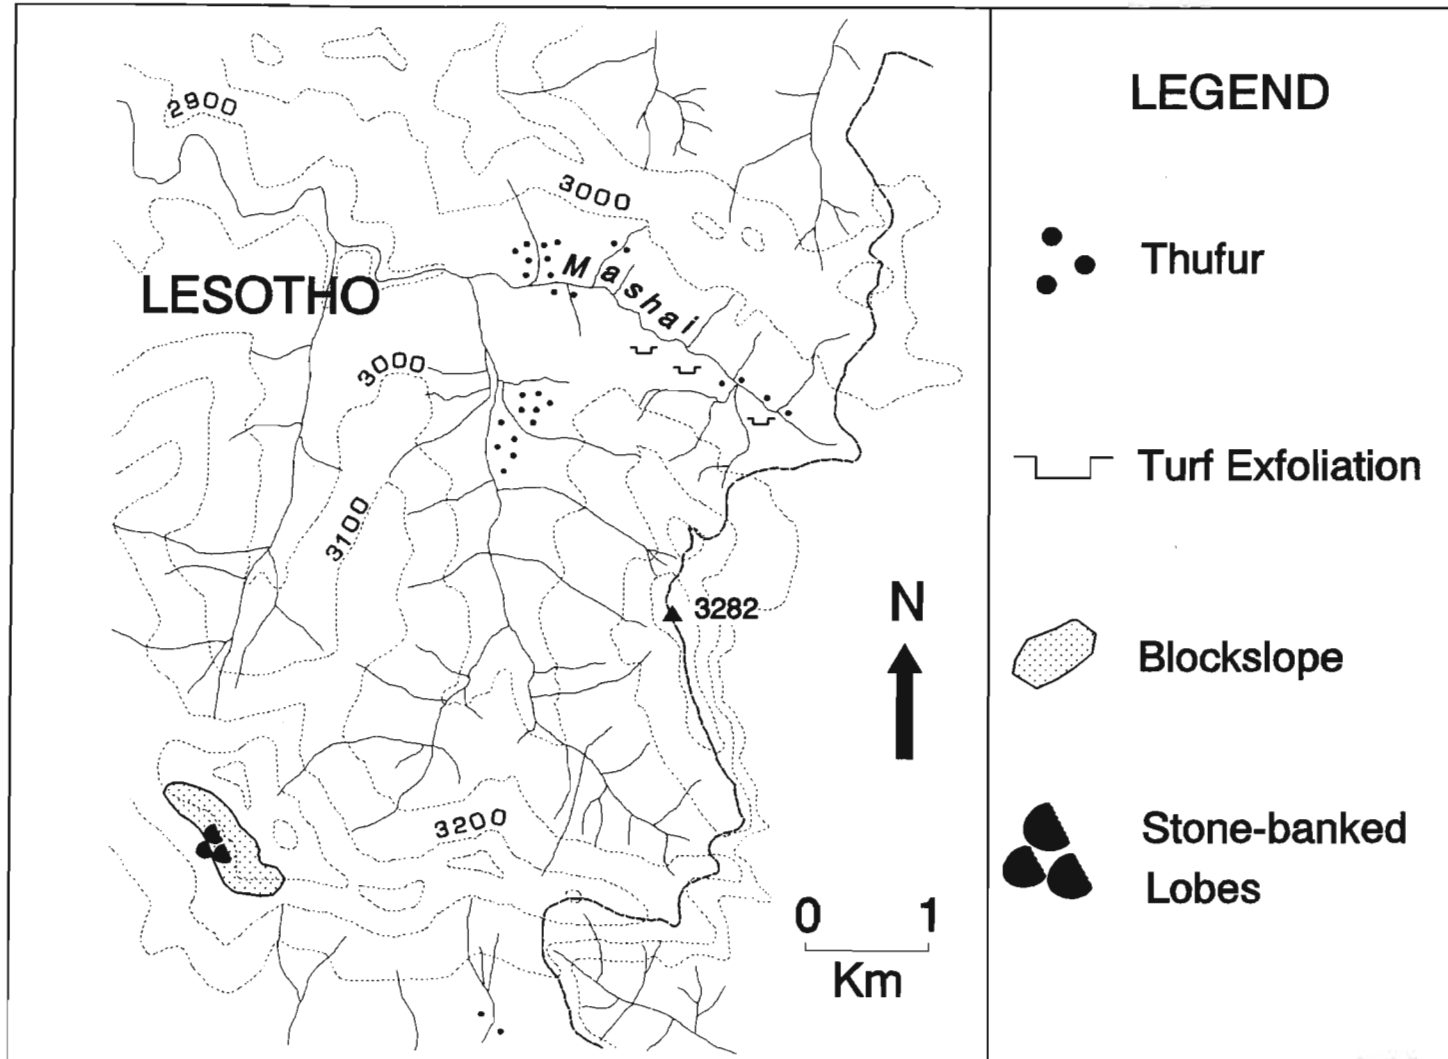 2900
3000
Mashai
LESOTHO
3000
3100
3282
N
3200
0 1
Km
LEGEND
Thufur
Turf Exfoliation
Blockslope
Stone-banked
Lobes